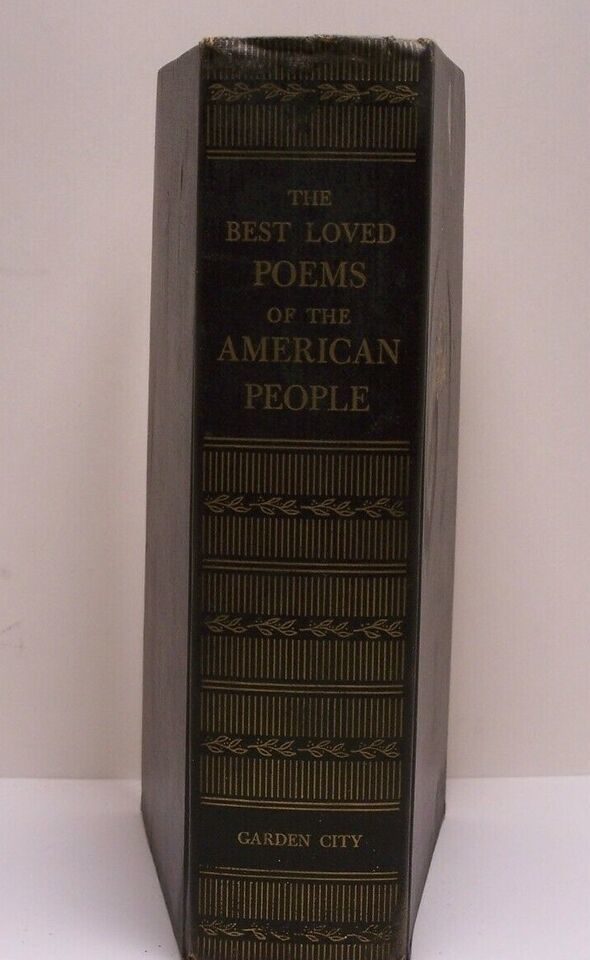 THE
BEST LOVED
POEMS
OF THE
AMERICAN
PEOPLE
GARDEN CITY